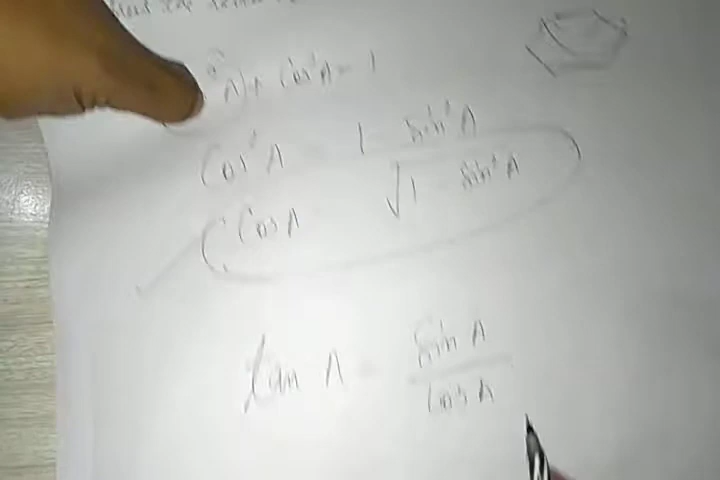 A + Cos²A = 1
Cos²A = 1 - sin²A
Cos A √1 - sin²A
tan A = sin A / cos A